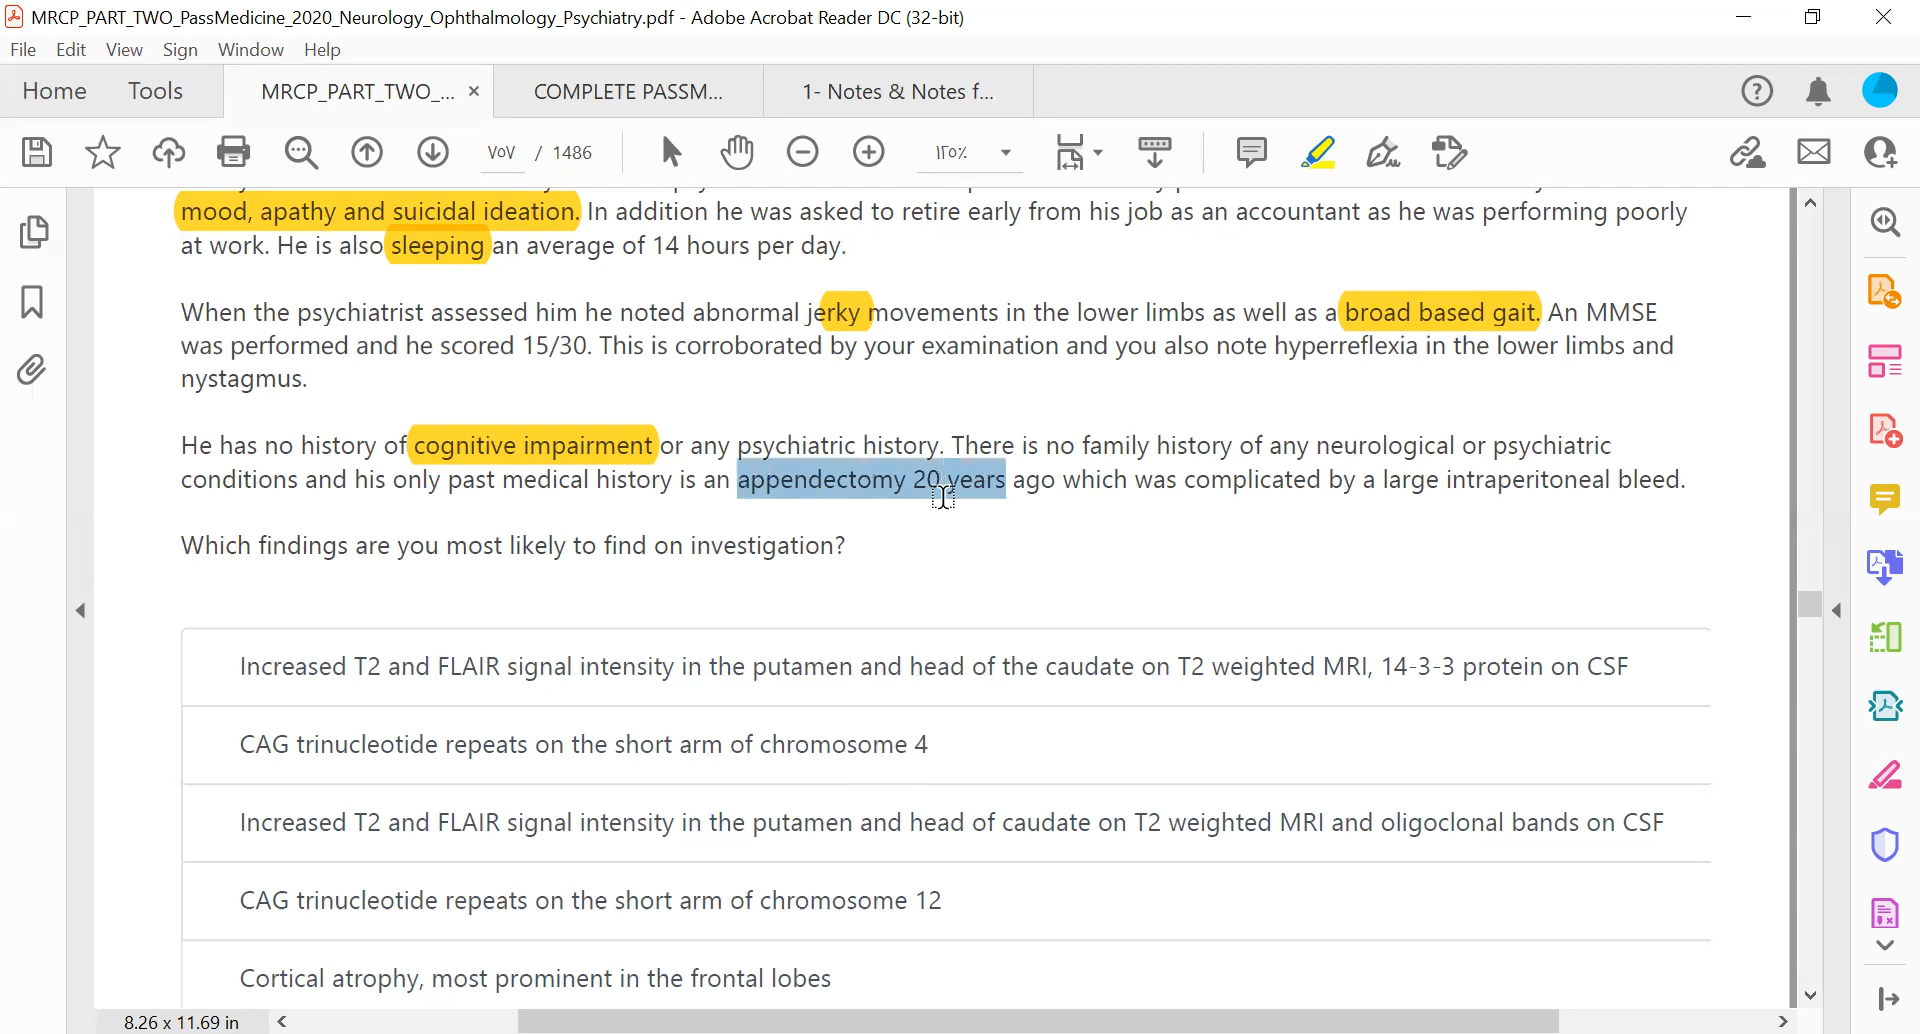 MRCP_PART_TWO_PassMedicine_2020_Neurology_Ophthalmology_Psychiatry.pdf - Adobe Acrobat Reader DC (32-bit)
File Edit View Sign Window Help
Home Tools MRCP_PART_TWO_... × COMPLETE PASSM... 1- Notes & Notes f...
٧٥٧ / 1486 ١٢٥٪
mood, apathy and suicidal ideation. In addition he was asked to retire early from his job as an accountant as he was performing poorly
at work. He is also sleeping an average of 14 hours per day.
When the psychiatrist assessed him he noted abnormal jerky movements in the lower limbs as well as a broad based gait. An MMSE
was performed and he scored 15/30. This is corroborated by your examination and you also note hyperreflexia in the lower limbs and
nystagmus.
He has no history of cognitive impairment or any psychiatric history. There is no family history of any neurological or psychiatric
conditions and his only past medical history is an appendectomy 20 years ago which was complicated by a large intraperitoneal bleed.
Which findings are you most likely to find on investigation?
Increased T2 and FLAIR signal intensity in the putamen and head of the caudate on T2 weighted MRI, 14-3-3 protein on CSF
CAG trinucleotide repeats on the short arm of chromosome 4
Increased T2 and FLAIR signal intensity in the putamen and head of caudate on T2 weighted MRI and oligoclonal bands on CSF
CAG trinucleotide repeats on the short arm of chromosome 12
Cortical atrophy, most prominent in the frontal lobes
8.26 x 11.69 in